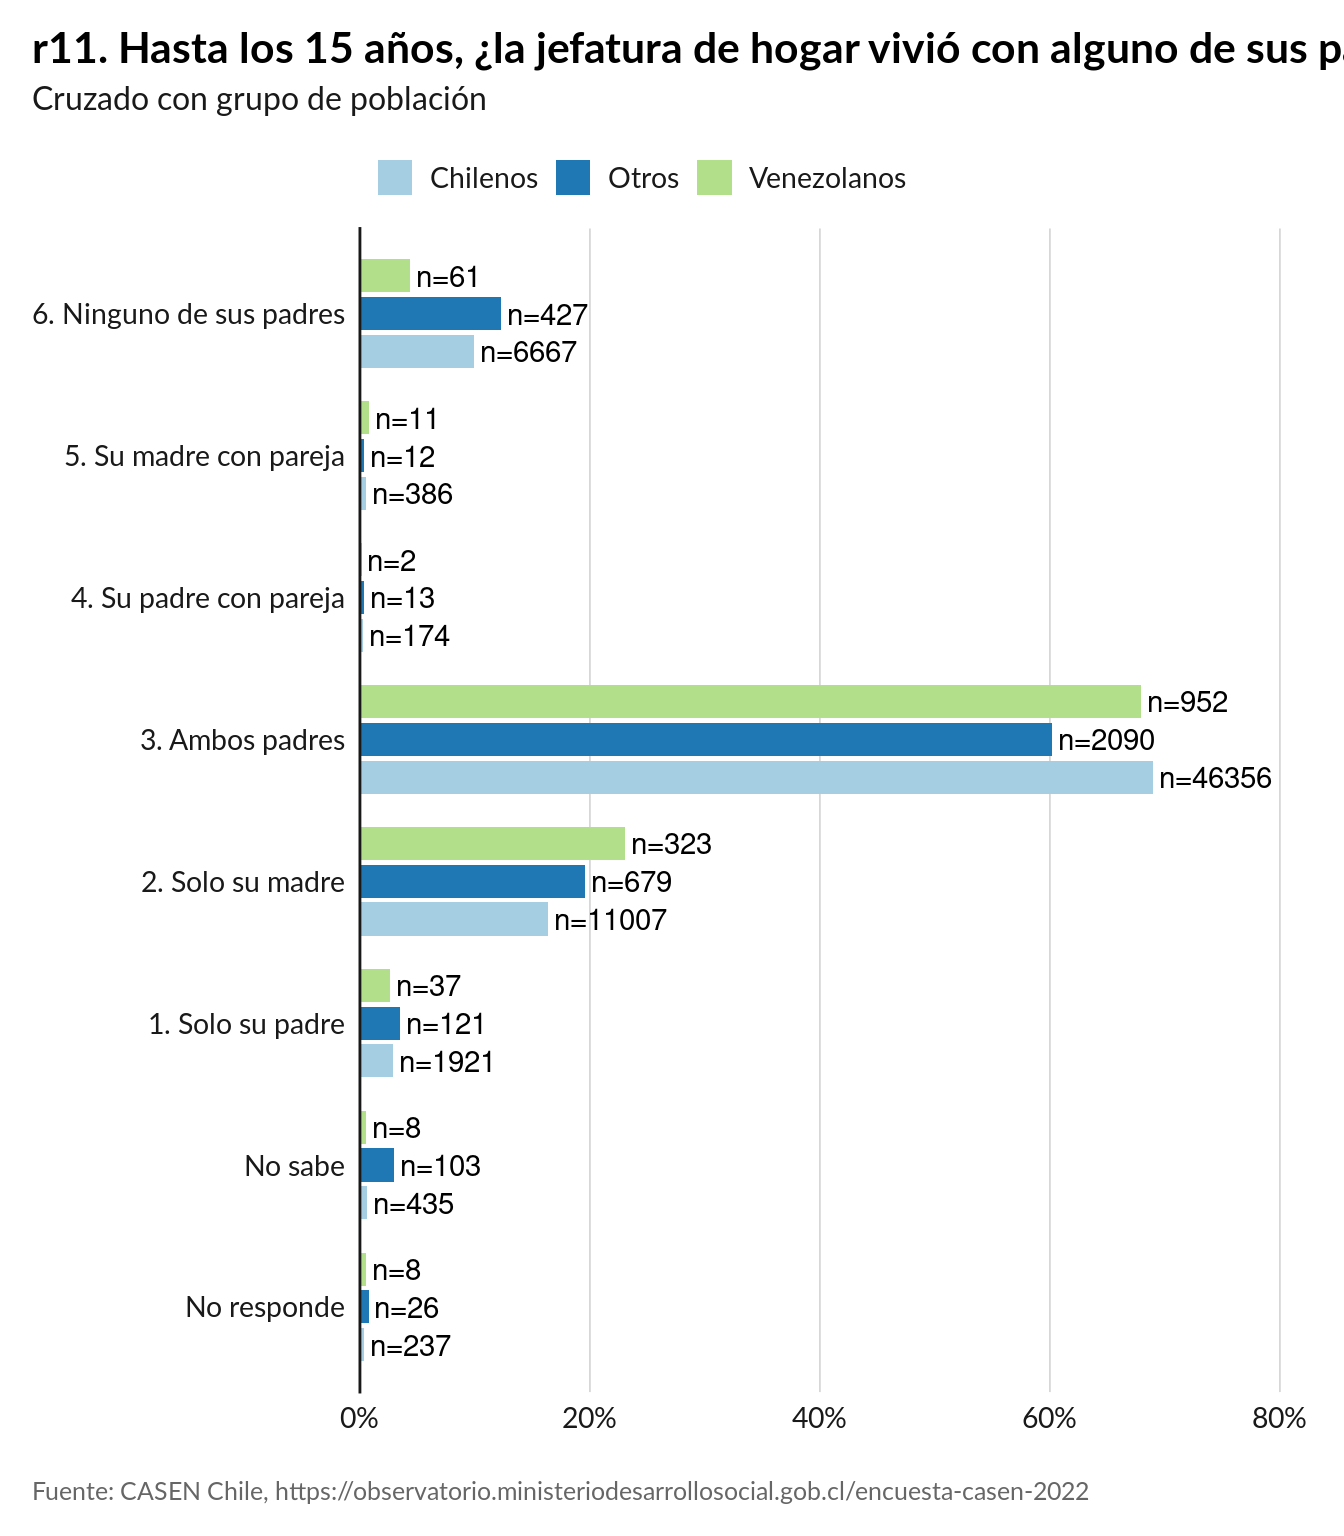 r11. Hasta los 15 años, ¿la jefatura de hogar vivió con alguno de sus
Cruzado con grupo de población
Chilenos Otros Venezolanos
n=61
6. Ninguno de sus padres n=427
n=6667
n=11
5. Su madre con pareja n=12
n=386
n=2
4. Su padre con pareja n=13
n=174
n=952
3. Ambos padres n=2090
n=46356
n=323
2. Solo su madre n=679
n=11007
n=37
1. Solo su padre n=121
n=1921
n=8
No sabe n=103
n=435
n=8
No responde n=26
n=237
0% 20% 40% 60% 80%
Fuente: CASEN Chile, https://observatorio.ministeriodesarrollosocial.gob.cl/encuesta-casen-2022